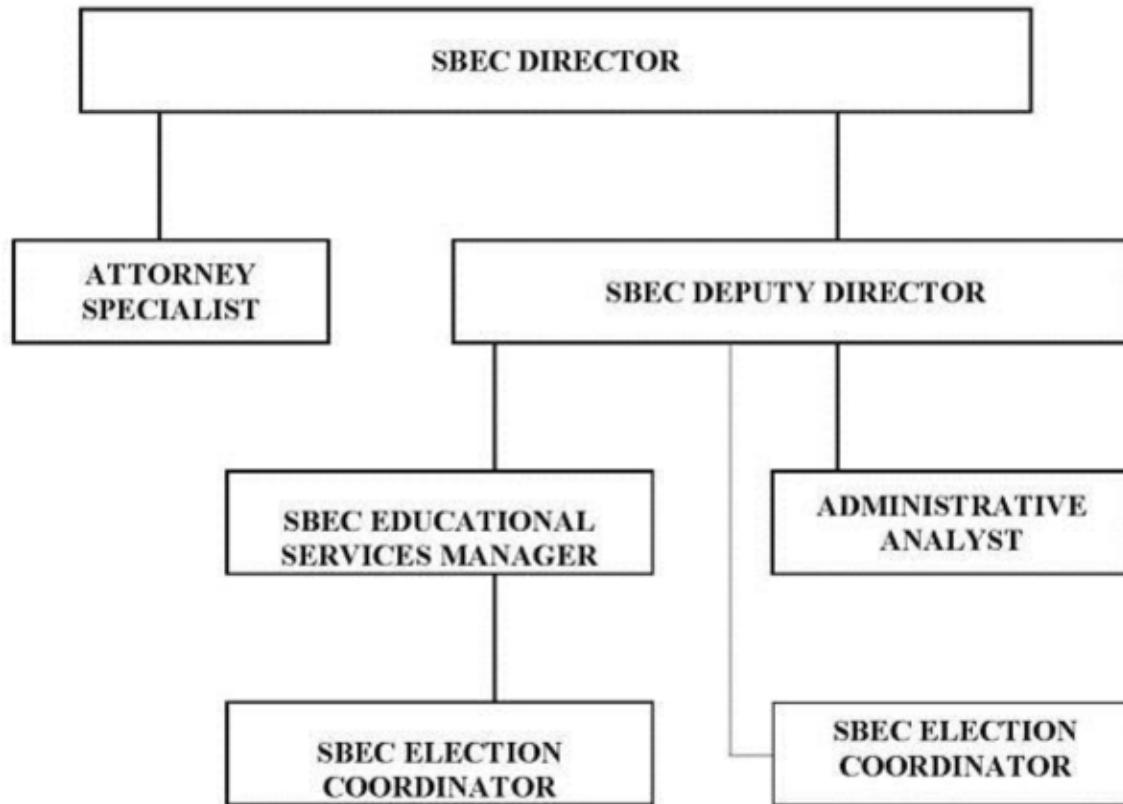 SBEC DIRECTOR
ATTORNEY
SPECIALIST
SBEC DEPUTY DIRECTOR
SBEC EDUCATIONAL
SERVICES MANAGER
ADMINISTRATIVE
ANALYST
SBEC ELECTION
COORDINATOR
SBEC ELECTION
COORDINATOR